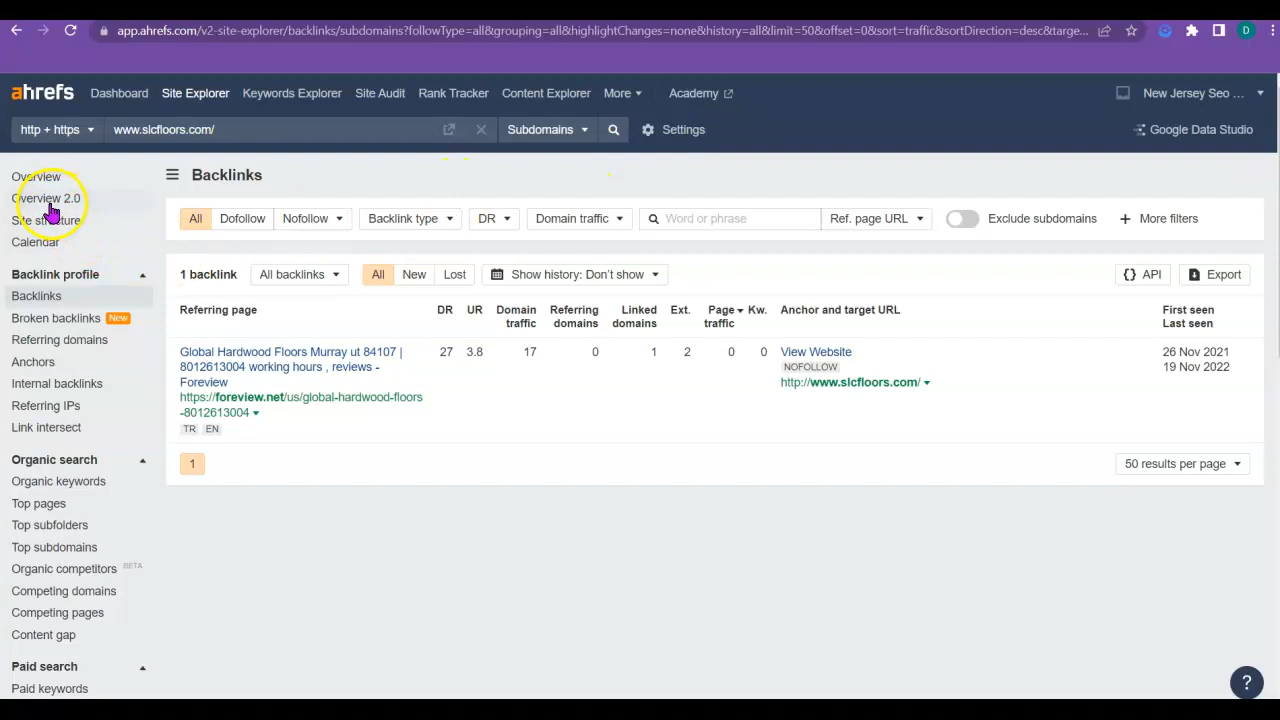 app.ahrefs.com/v2-site-explorer/backlinks/subdomains?followType=all&grouping=all&highlightChanges=none&history=all&limit=50&offset=0&sort=traffic&sortDirection=desc&targe...
D
ahrefs Dashboard Site Explorer Keywords Explorer Site Audit Rank Tracker Content Explorer More Academy New Jersey Seo ...
http + https www.slcfloors.com/ Subdomains Settings Google Data Studio
Overview
Overview 2.0
Site structure
Calendar
Backlink profile
Backlinks
Broken backlinks New
Referring domains
Anchors
Internal backlinks
Referring IPs
Link intersect
Organic search
Organic keywords
Top pages
Top subfolders
Top subdomains
Organic competitors BETA
Competing domains
Competing pages
Content gap
Paid search
Paid keywords
Backlinks
All Dofollow Nofollow Backlink type DR Domain traffic Word or phrase Ref. page URL Exclude subdomains + More filters
1 backlink All backlinks All New Lost Show history: Don't show {} API Export
Referring page DR UR Domain Referring Linked Ext. Page Kw. Anchor and target URL First seen
traffic domains domains traffic Last seen
Global Hardwood Floors Murray ut 84107 | 27 3.8 17 0 1 2 0 0 View Website 26 Nov 2021
8012613004 working hours , reviews - NOFOLLOW 19 Nov 2022
Foreview http://www.slcfloors.com/
https://foreview.net/us/global-hardwood-floors
-8012613004
TR EN
1 50 results per page
?